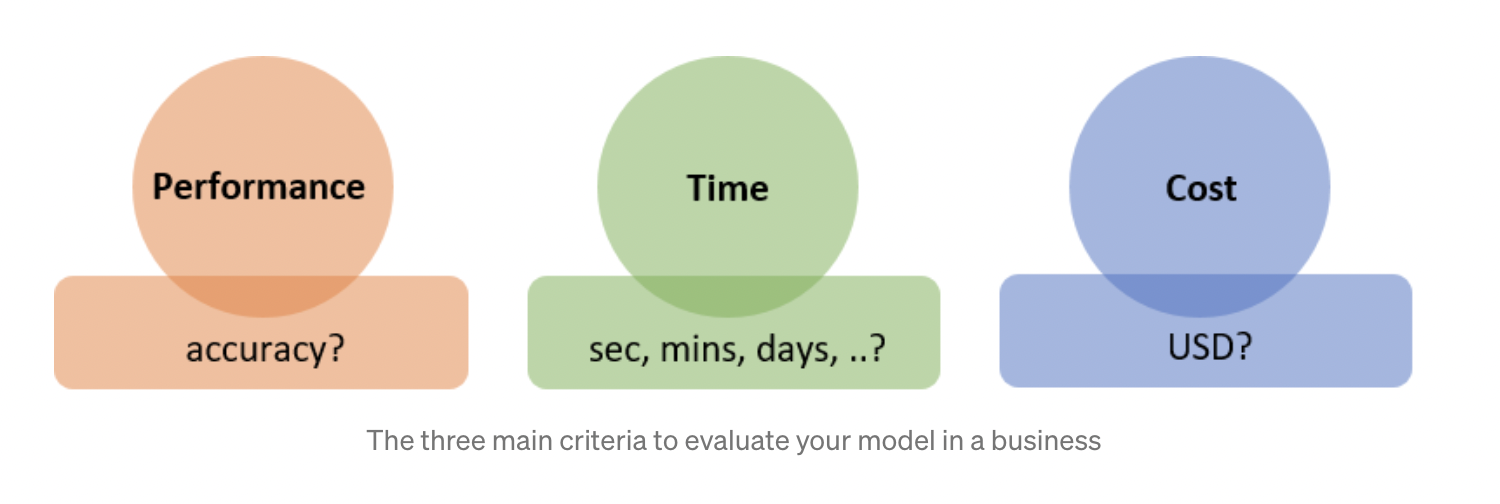 Performance
Time
Cost
accuracy?
sec, mins, days, ..?
USD?
The three main criteria to evaluate your model in a business